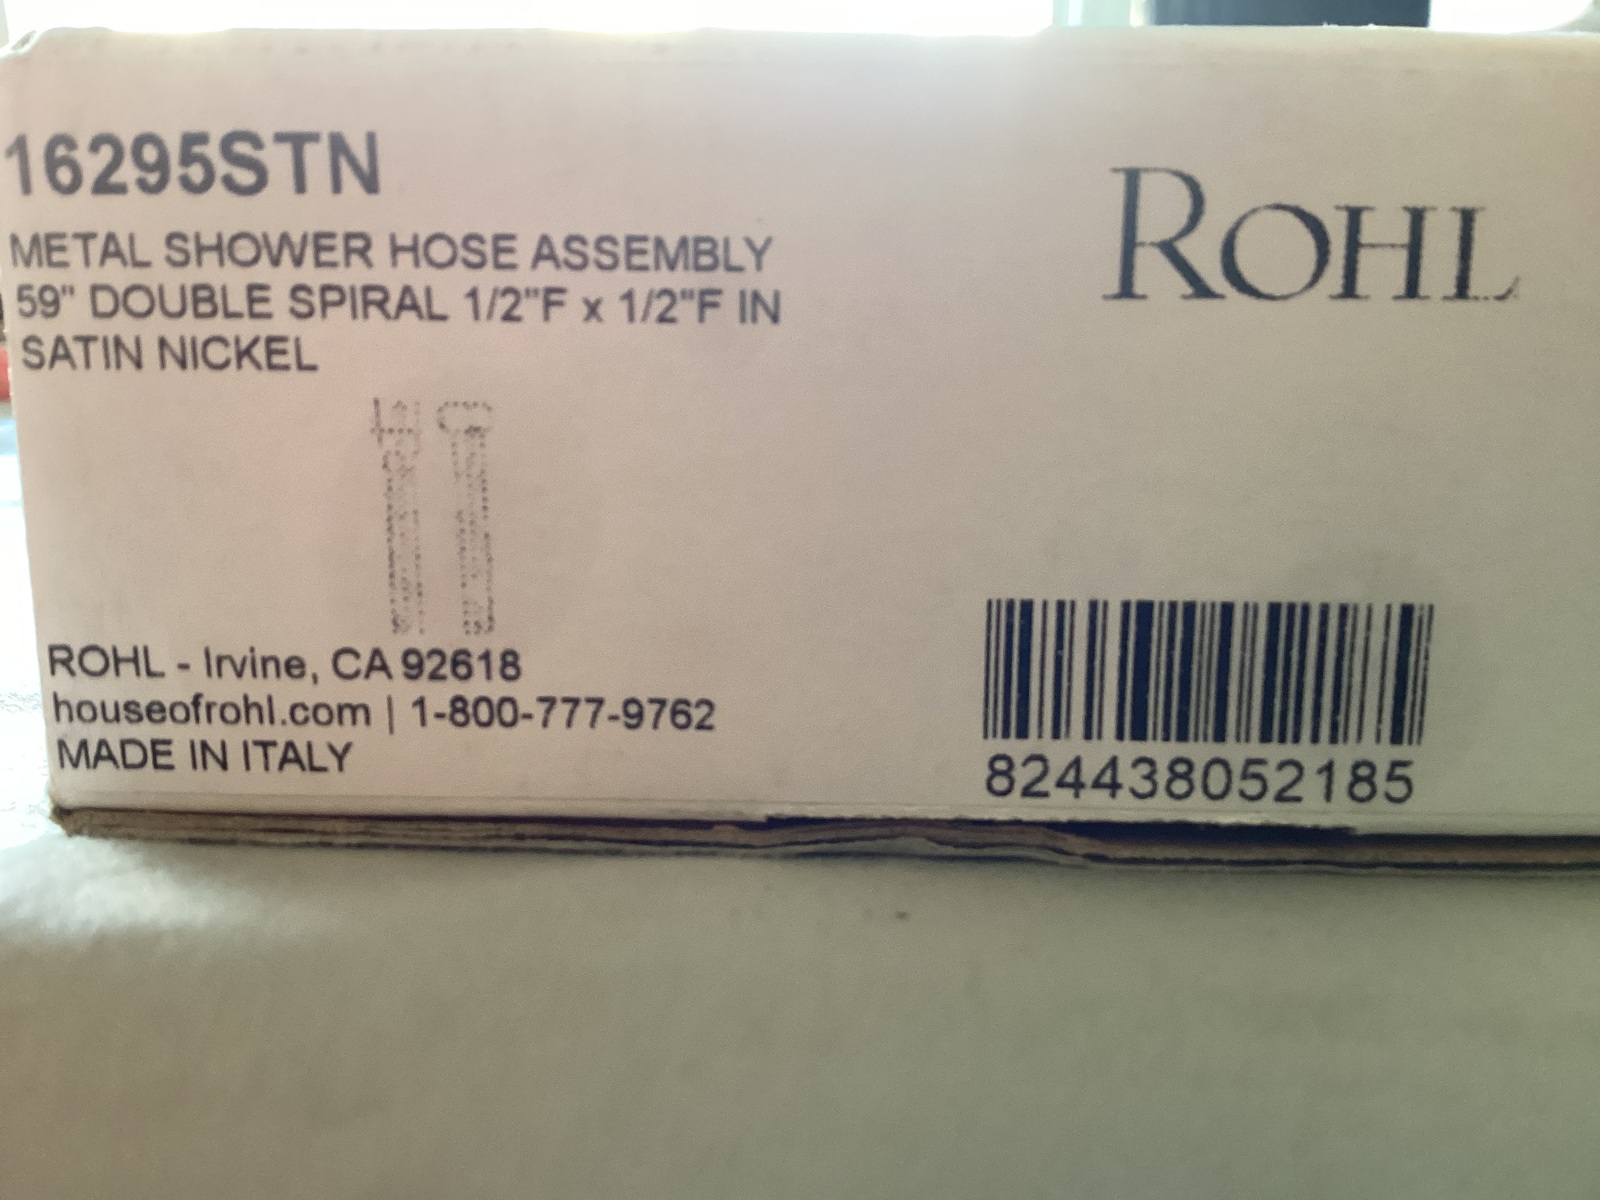 16295STN
METAL SHOWER HOSE ASSEMBLY
59" DOUBLE SPIRAL 1/2"F x 1/2"F IN
SATIN NICKEL
ROHL
ROHL - Irvine, CA 92618
houseofrohl.com | 1-800-777-9762
MADE IN ITALY
824438052185